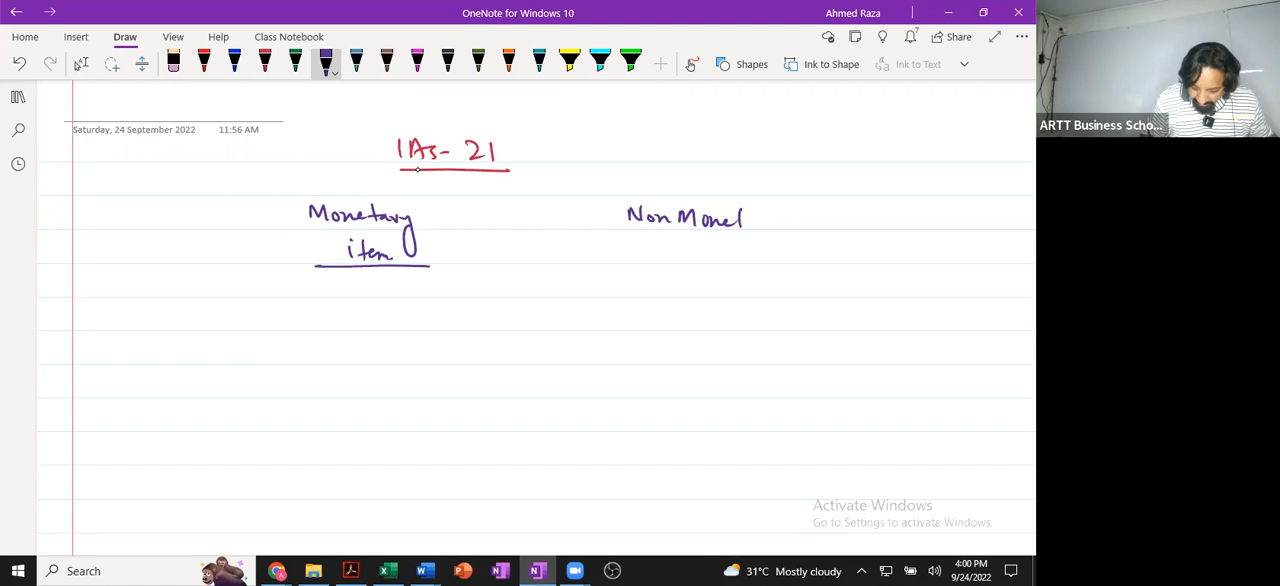 OneNote for Windows 10
Ahmed Raza
Home Insert Draw View Help Class Notebook
Share
Shapes
Ink to Shape
Ink to Text
ARTT Business Scho...
Saturday, 24 September 2022 11:56 AM
IAS - 21
Monetary
item
Non Monet
Activate Windows
Go to Settings to activate Windows.
Search
31°C Mostly cloudy
4:00 PM
9/24/2022